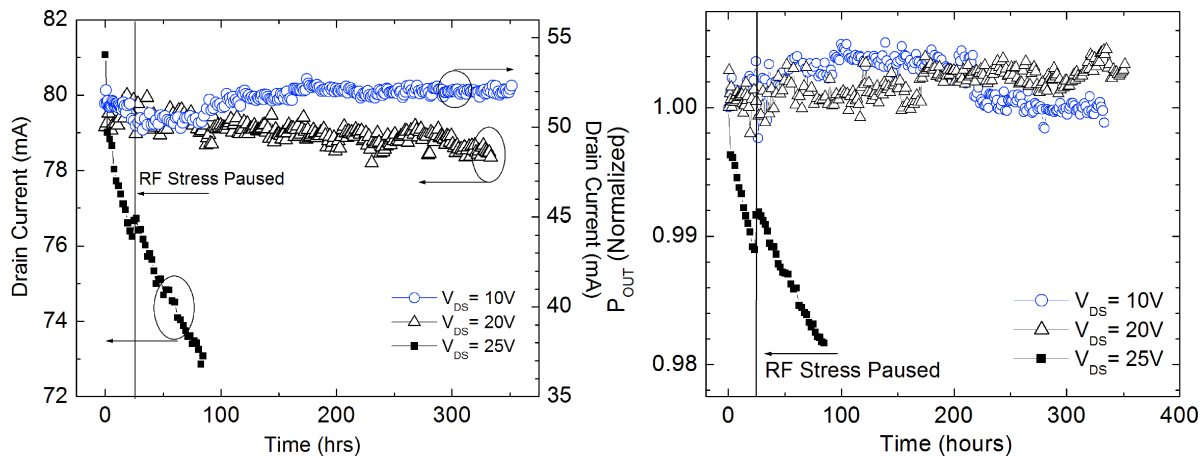 82
80
78
76
74
72
Drain Current (mA)
55
50
45
40
35
Drain Current (mA)
RF Stress Paused
V_DS = 10V
V_DS = 20V
V_DS = 25V
0
100
200
300
Time (hrs)
1.00
0.99
0.98
P_OUT (Normalized)
RF Stress Paused
V_DS = 10V
V_DS = 20V
V_DS = 25V
0
100
200
300
400
Time (hours)